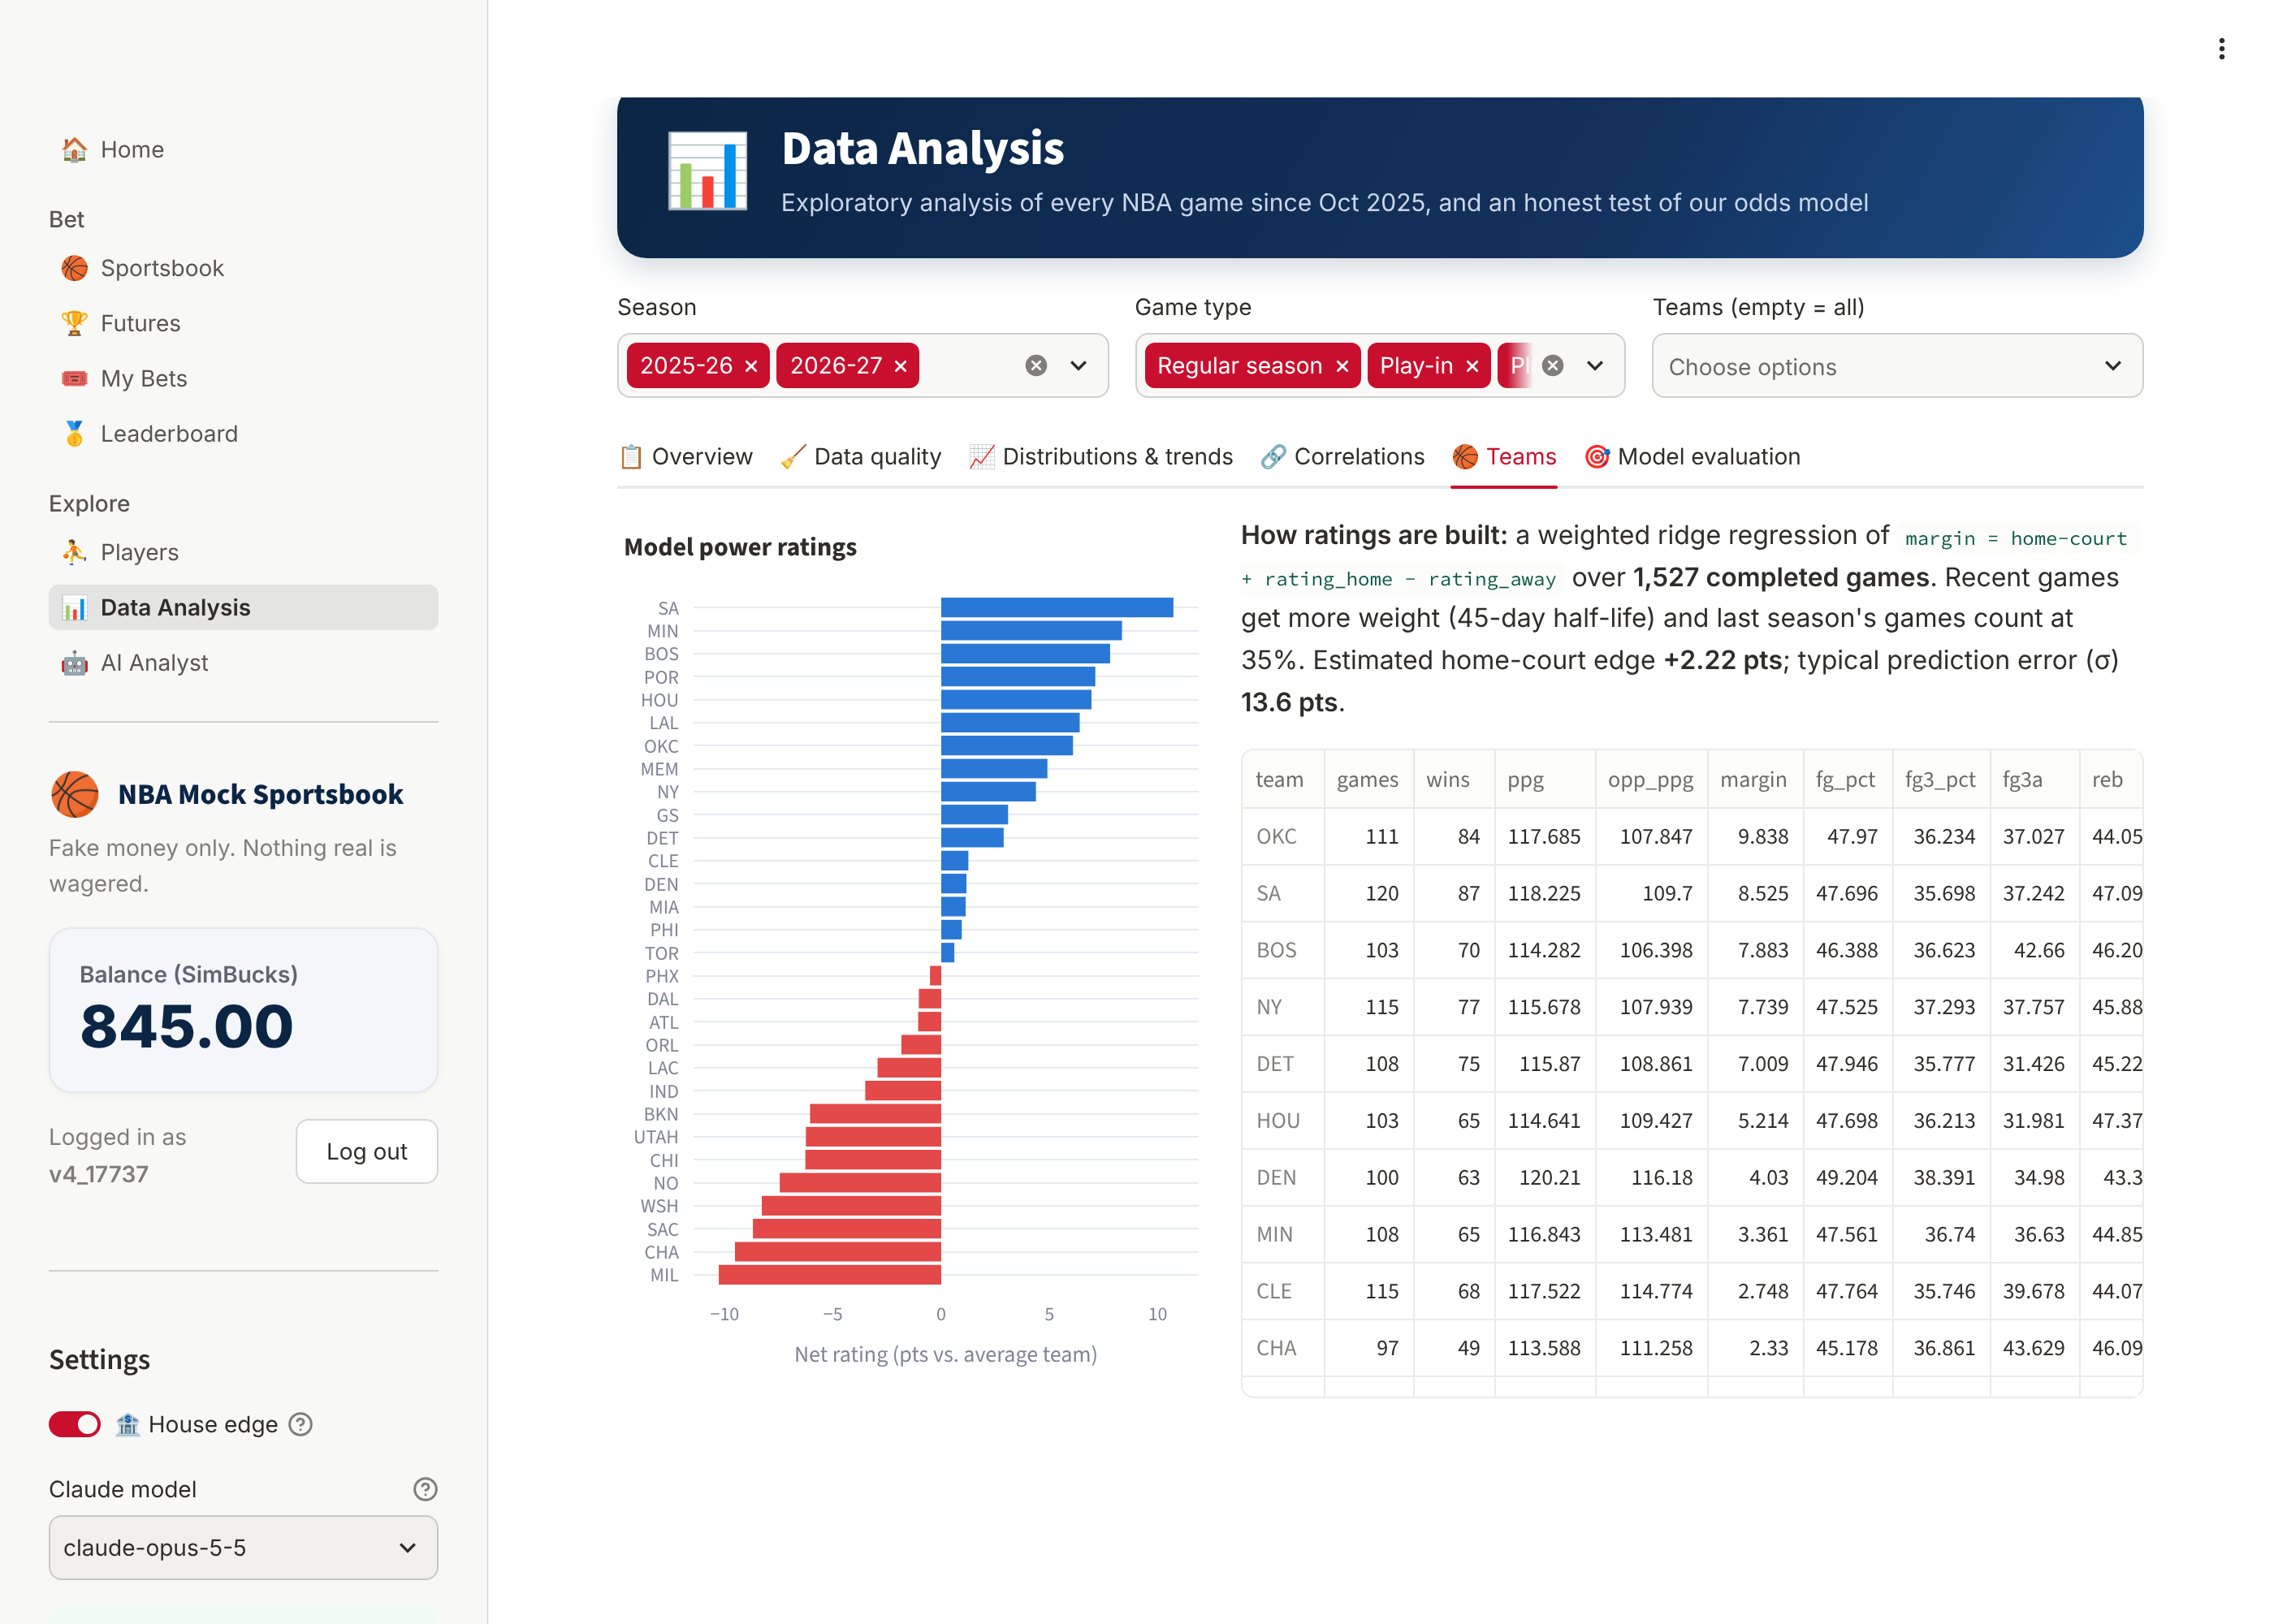 Home
Bet
Sportsbook
Futures
My Bets
Leaderboard
Explore
Players
Data Analysis
AI Analyst
NBA Mock Sportsbook
Fake money only. Nothing real is
wagered.
Balance (SimBucks)
845.00
Logged in as
v4_17737
Log out
Settings
House edge
Claude model
claude-opus-5-5
Data Analysis
Exploratory analysis of every NBA game since Oct 2025, and an honest test of our odds model
Season
2025-26
2026-27
Game type
Regular season
Play-in
Teams (empty = all)
Choose options
Overview
Data quality
Distributions & trends
Correlations
Teams
Model evaluation
Model power ratings
SA
MIN
BOS
POR
HOU
LAL
OKC
MEM
NY
GS
DET
CLE
DEN
MIA
PHI
TOR
PHX
DAL
ATL
ORL
LAC
IND
BKN
UTAH
CHI
NO
WSH
SAC
CHA
MIL
−10 −5 0 5 10
Net rating (pts vs. average team)
How ratings are built: a weighted ridge regression of margin = home-court
+ rating_home - rating_away over 1,527 completed games. Recent games
get more weight (45-day half-life) and last season's games count at
35%. Estimated home-court edge +2.22 pts; typical prediction error (σ)
13.6 pts.
team games wins ppg opp_ppg margin fg_pct fg3_pct fg3a reb
OKC 111 84 117.685 107.847 9.838 47.97 36.234 37.027 44.05
SA 120 87 118.225 109.7 8.525 47.696 35.698 37.242 47.09
BOS 103 70 114.282 106.398 7.883 46.388 36.623 42.66 46.20
NY 115 77 115.678 107.939 7.739 47.525 37.293 37.757 45.88
DET 108 75 115.87 108.861 7.009 47.946 35.777 31.426 45.22
HOU 103 65 114.641 109.427 5.214 47.698 36.213 31.981 47.37
DEN 100 63 120.21 116.18 4.03 49.204 38.391 34.98 43.3
MIN 108 65 116.843 113.481 3.361 47.561 36.74 36.63 44.85
CLE 115 68 117.522 114.774 2.748 47.764 35.746 39.678 44.07
CHA 97 49 113.588 111.258 2.33 45.178 36.861 43.629 46.09